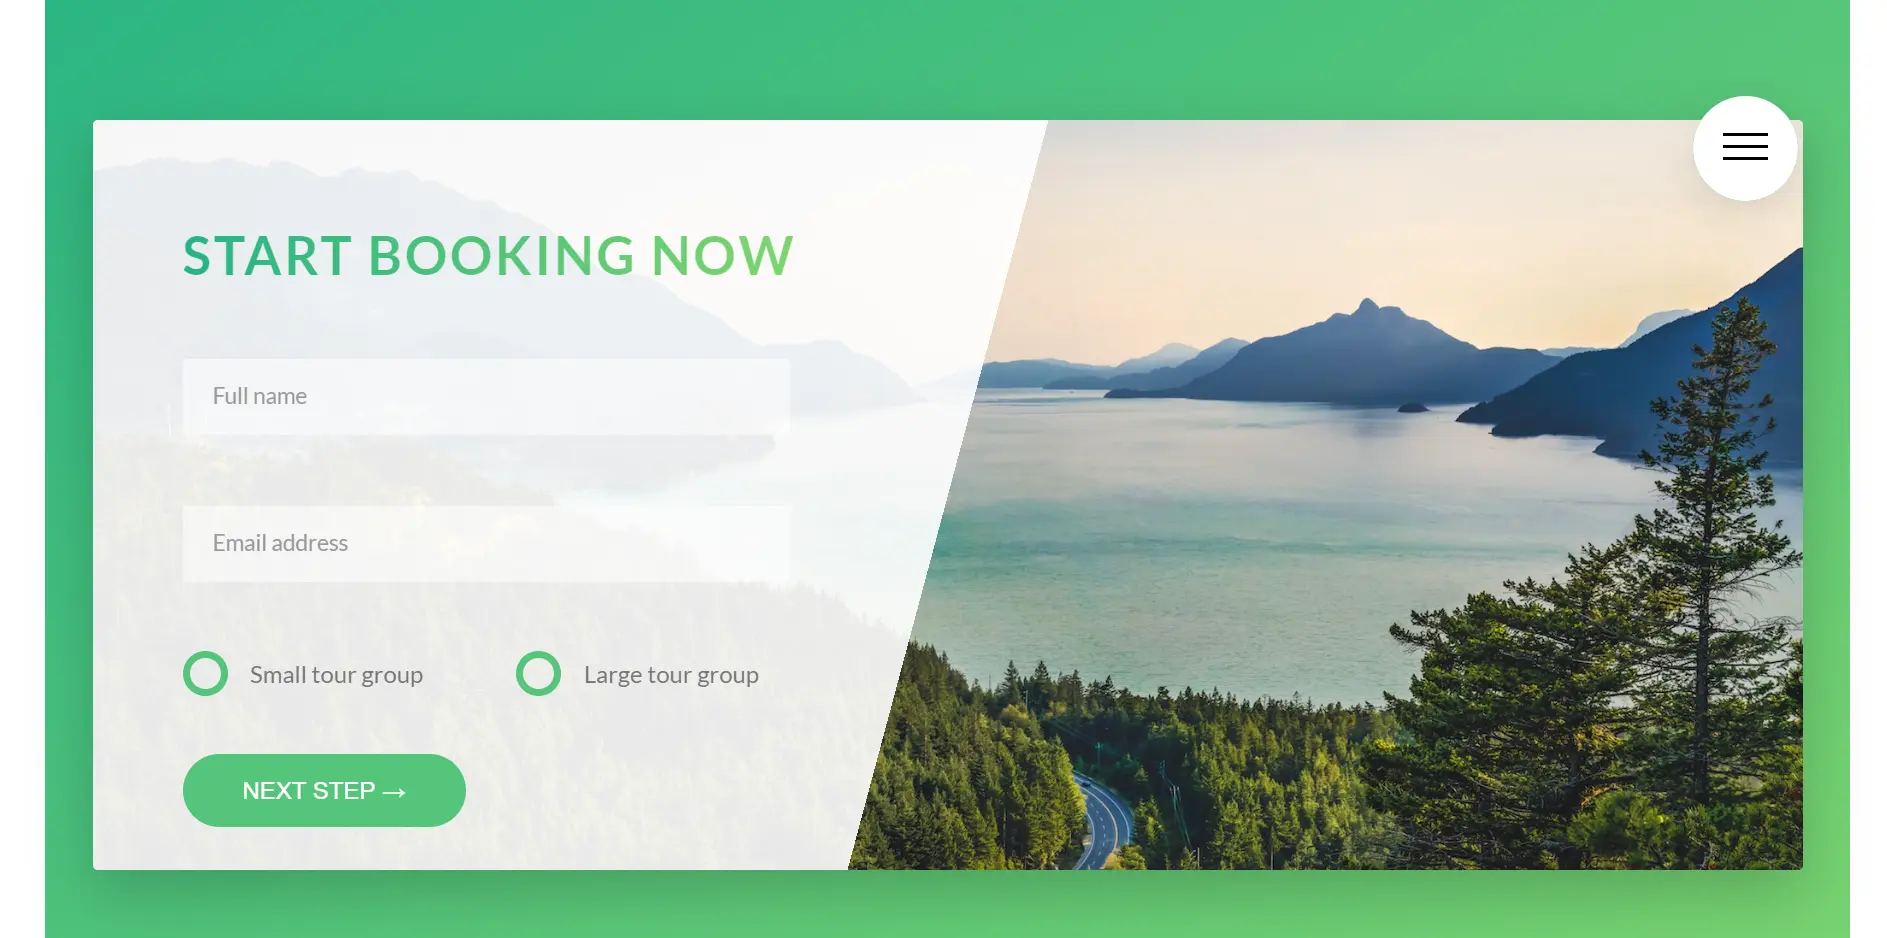 START BOOKING NOW
Full name
Email address
Small tour group
Large tour group
NEXT STEP →